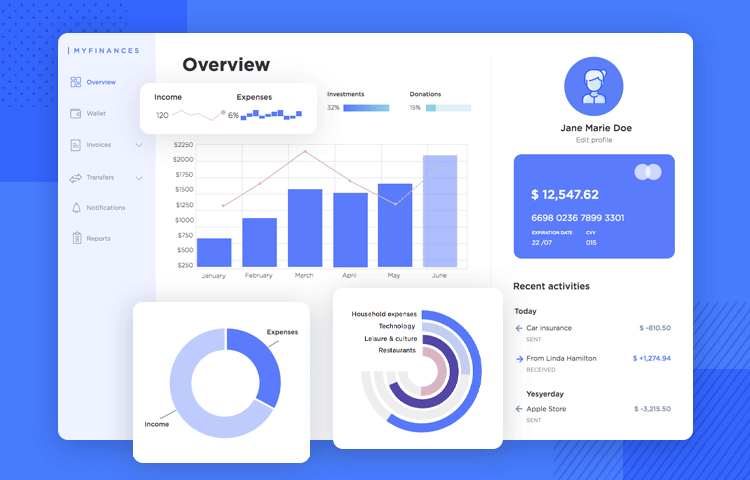 | MYFINANCES
Overview
Wallet
Invoices
Transfers
Notifications
Reports
Overview
Income
120
Expenses
6%
Investments
32%
Donations
15%
$2250
$2200
$1750
$1500
$1250
$1000
$750
$500
$250
January
February
March
April
May
June
Expenses
Income
Household expenses
Technology
Leisure & culture
Restaurants
Jane Marie Doe
Edit profile
$ 12,547.62
6698 0236 7899 3301
EXPIRATION DATE CVV
22 /07 015
Recent activities
Today
Car insurance $ -810.50
SENT
From Linda Hamilton $ +1,274.94
RECEIVED
Yesyerday
Apple Store $ -3,215.50
SENT